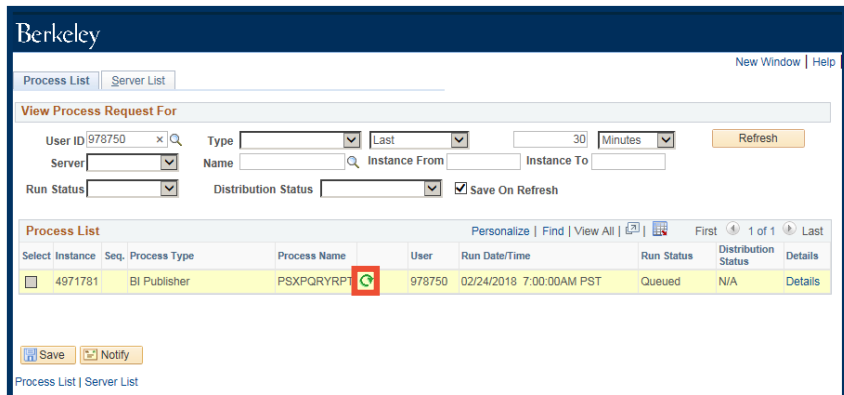 Berkeley
New Window | Help
Process List Server List
View Process Request For
User ID 978750 × Type Last 30 Minutes Refresh
Server Name Instance From Instance To
Run Status Distribution Status Save On Refresh
Process List Personalize | Find | View All | | First 1 of 1 Last
Select Instance Seq. Process Type Process Name User Run Date/Time Run Status Distribution Status Details
4971781 BI Publisher PSXPQRYRPT 978750 02/24/2018 7:00:00AM PST Queued N/A Details
Save Notify
Process List | Server List